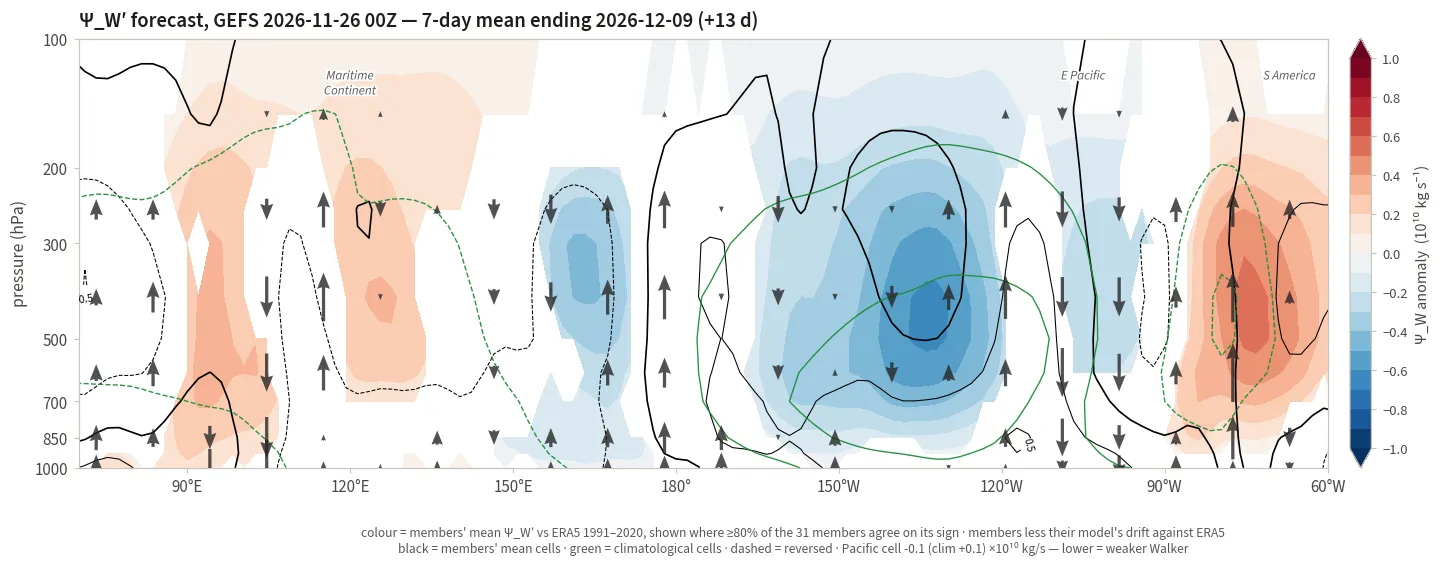 Ψ_W′ forecast, GEFS 2026-11-26 00Z — 7-day mean ending 2026-12-09 (+13 d)
100
200
300
400
500
700
850
1000
pressure (hPa)
Maritime
Continent
E Pacific
S America
0.5
0.5
90°E
120°E
150°E
180°
150°W
120°W
90°W
60°W
1.0
0.8
0.6
0.4
0.2
0.0
−0.2
−0.4
−0.6
−0.8
−1.0
Ψ_W anomaly (10¹⁰ kg s⁻¹)
colour = members' mean Ψ_W′ vs ERA5 1991–2020, shown where ≥80% of the 31 members agree on its sign · members less their model's drift against ERA5
black = members' mean cells · green = climatological cells · dashed = reversed · Pacific cell -0.1 (clim +0.1) ×10¹⁰ kg/s — lower = weaker Walker